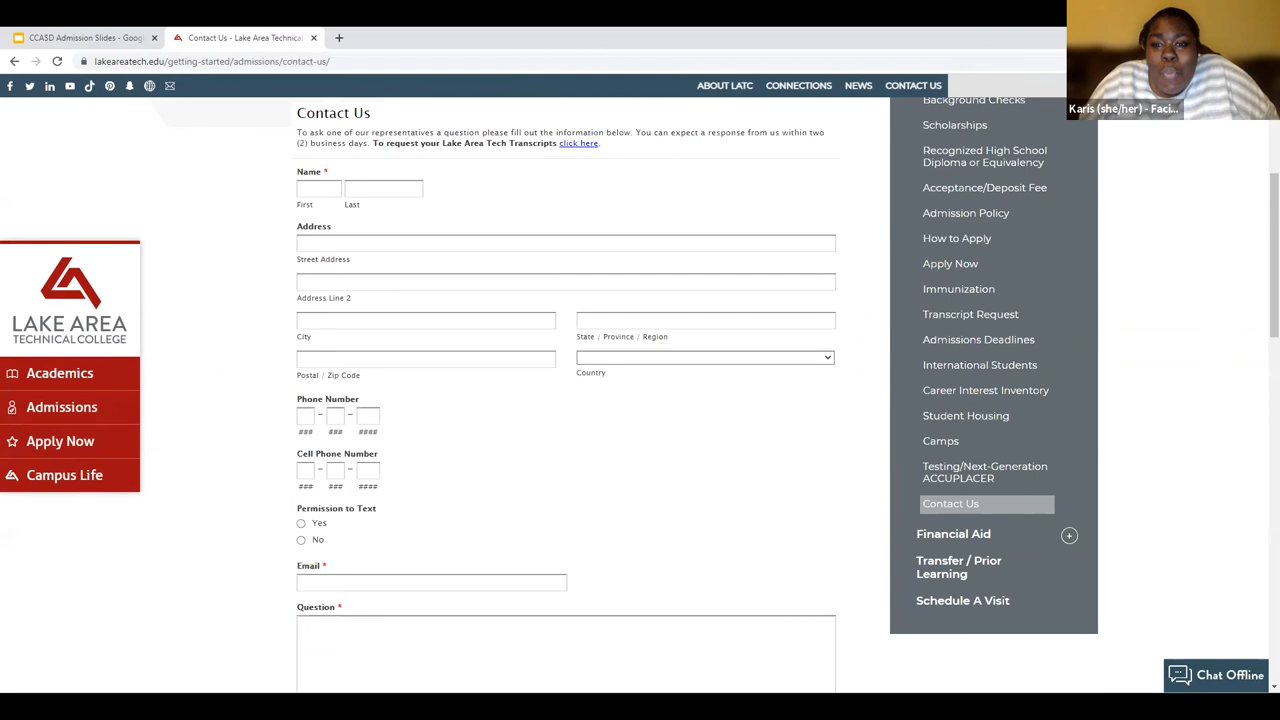 CCASD Admission Slides - Goog
Contact Us - Lake Area Technical
lakeareatech.edu/getting-started/admissions/contact-us/
ABOUT LATC
CONNECTIONS
NEWS
CONTACT US
Karis (she/her) - Faci...
Contact Us
To ask one of our representatives a question please fill out the information below. You can expect a response from us within two
(2) business days. To request your Lake Area Tech Transcripts click here.
Name *
First
Last
Address
Street Address
Address Line 2
City
State / Province / Region
Postal / Zip Code
Country
Phone Number
– –
### ### ####
Cell Phone Number
– –
### ### ####
Permission to Text
Yes
No
Email *
Question *
LAKE AREA
TECHNICAL COLLEGE
Academics
Admissions
Apply Now
Campus Life
Background Checks
Scholarships
Recognized High School
Diploma or Equivalency
Acceptance/Deposit Fee
Admission Policy
How to Apply
Apply Now
Immunization
Transcript Request
Admissions Deadlines
International Students
Career Interest Inventory
Student Housing
Camps
Testing/Next-Generation
ACCUPLACER
Contact Us
Financial Aid +
Transfer / Prior
Learning
Schedule A Visit
Chat Offline